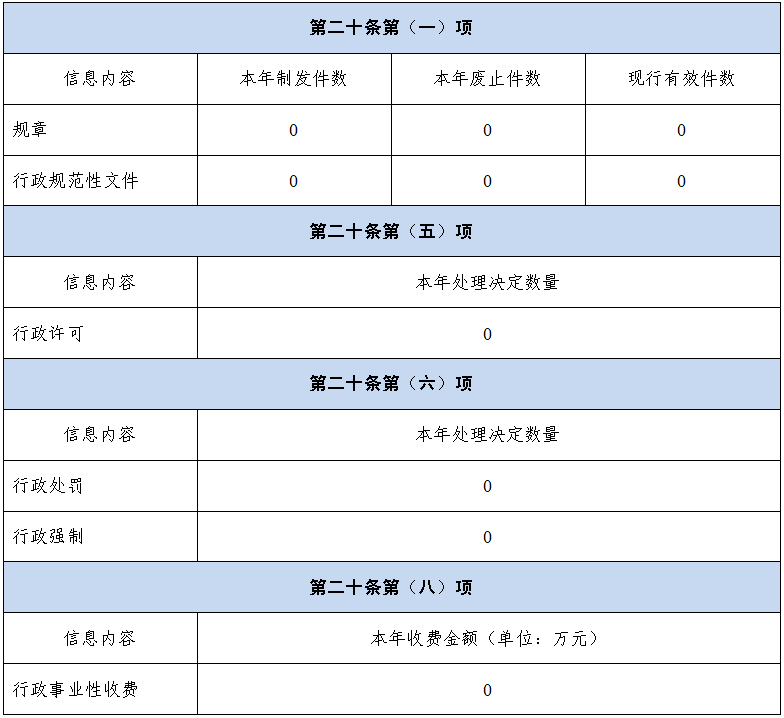 第二十条第（一）项
信息内容 本年制发件数 本年废止件数 现行有效件数
规章 0 0 0
行政规范性文件 0 0 0
第二十条第（五）项
信息内容 本年处理决定数量
行政许可 0
第二十条第（六）项
信息内容 本年处理决定数量
行政处罚 0
行政强制 0
第二十条第（八）项
信息内容 本年收费金额（单位：万元）
行政事业性收费 0